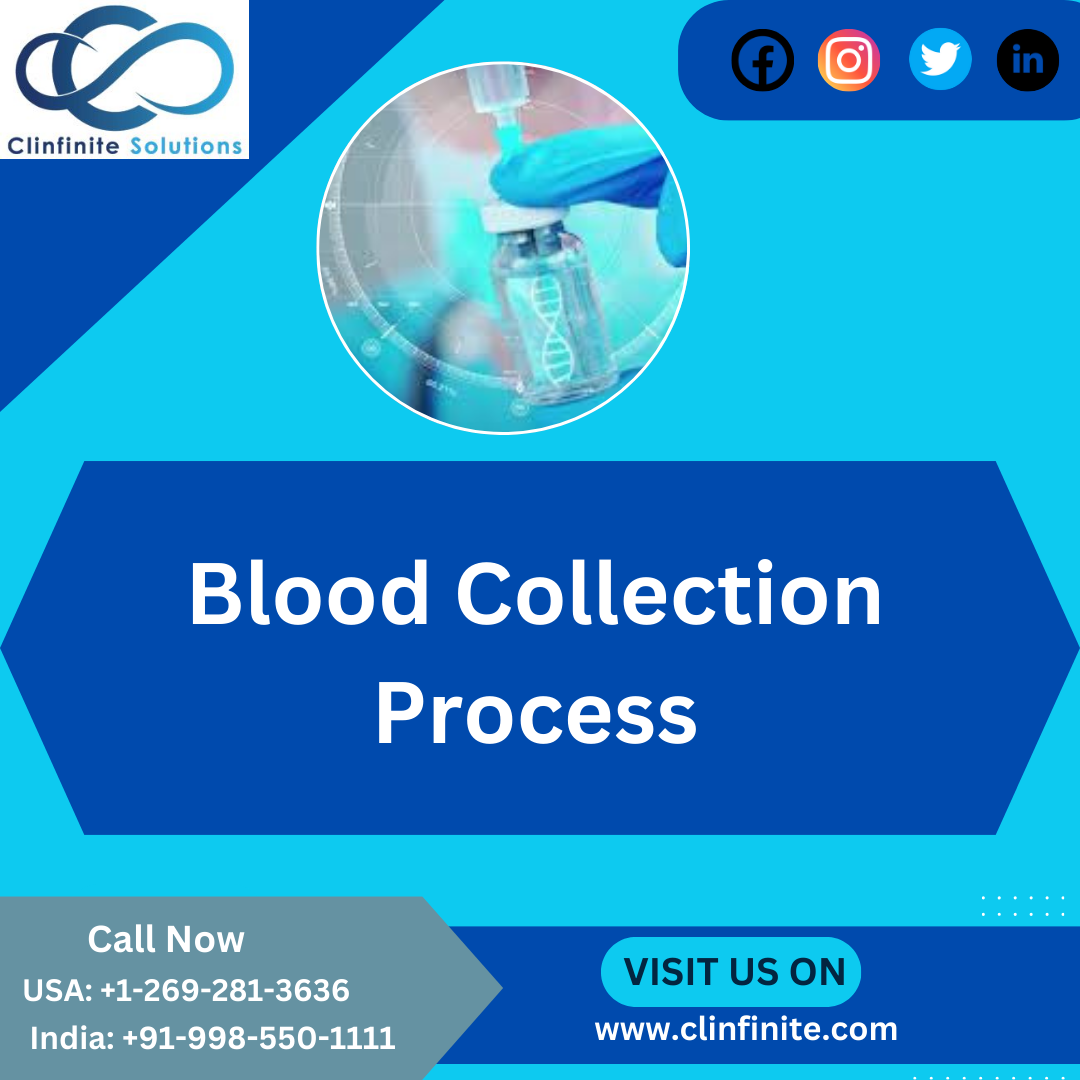 Clinfinite Solutions
Blood Collection
Process
Call Now
USA: +1-269-281-3636
India: +91-998-550-1111
VISIT US ON
www.clinfinite.com